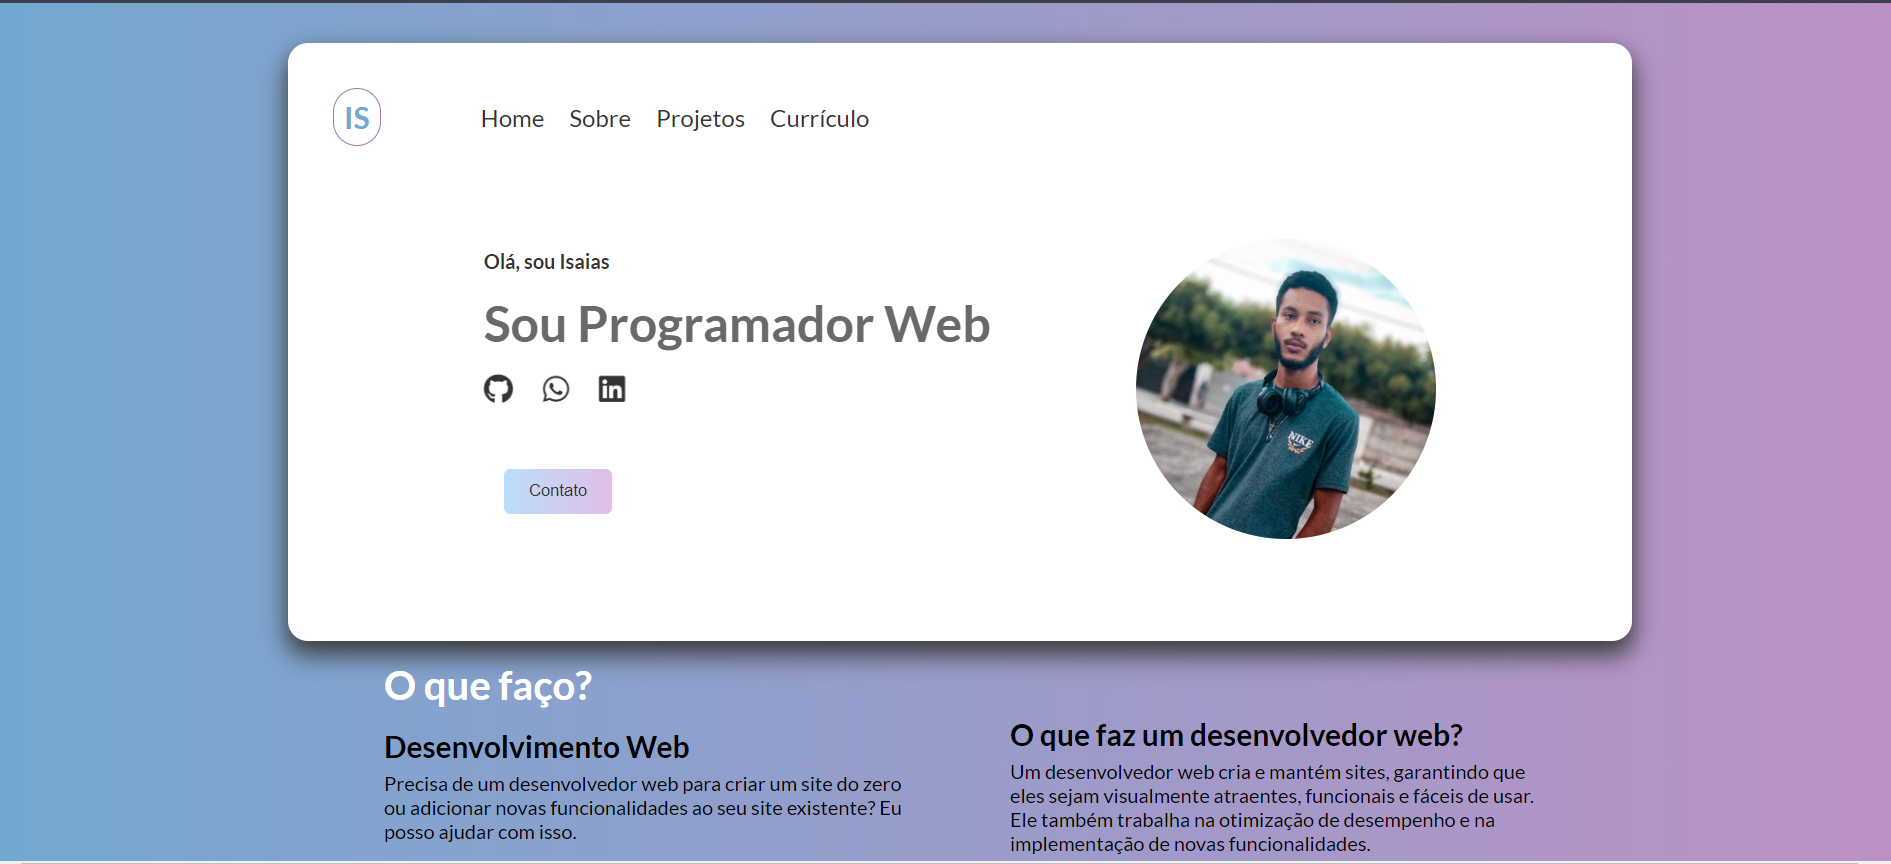 IS
Home Sobre Projetos Currículo
Olá, sou Isaias
Sou Programador Web
in
NIKE
Contato
O que faço?
Desenvolvimento Web
Precisa de um desenvolvedor web para criar um site do zero
ou adicionar novas funcionalidades ao seu site existente? Eu
posso ajudar com isso.
O que faz um desenvolvedor web?
Um desenvolvedor web cria e mantém sites, garantindo que
eles sejam visualmente atraentes, funcionais e fáceis de usar.
Ele também trabalha na otimização de desempenho e na
implementação de novas funcionalidades.